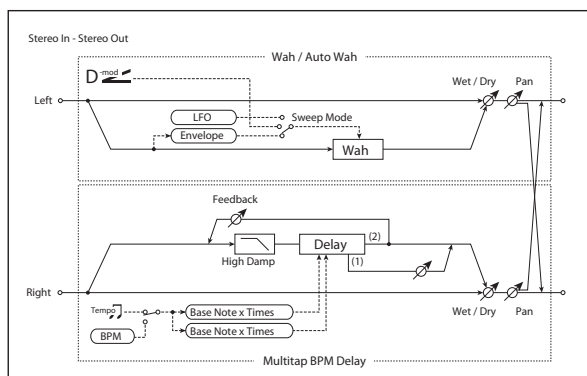 Stereo In - Stereo Out
Wah / Auto Wah
D-mod
Wet / Dry
Pan
Left
LFO
Sweep Mode
Envelope
Wah
Feedback
(2)
Delay
High Damp
(1)
Right
Wet / Dry
Pan
Tempo
Base Note x Times
BPM
Base Note x Times
Multitap BPM Delay